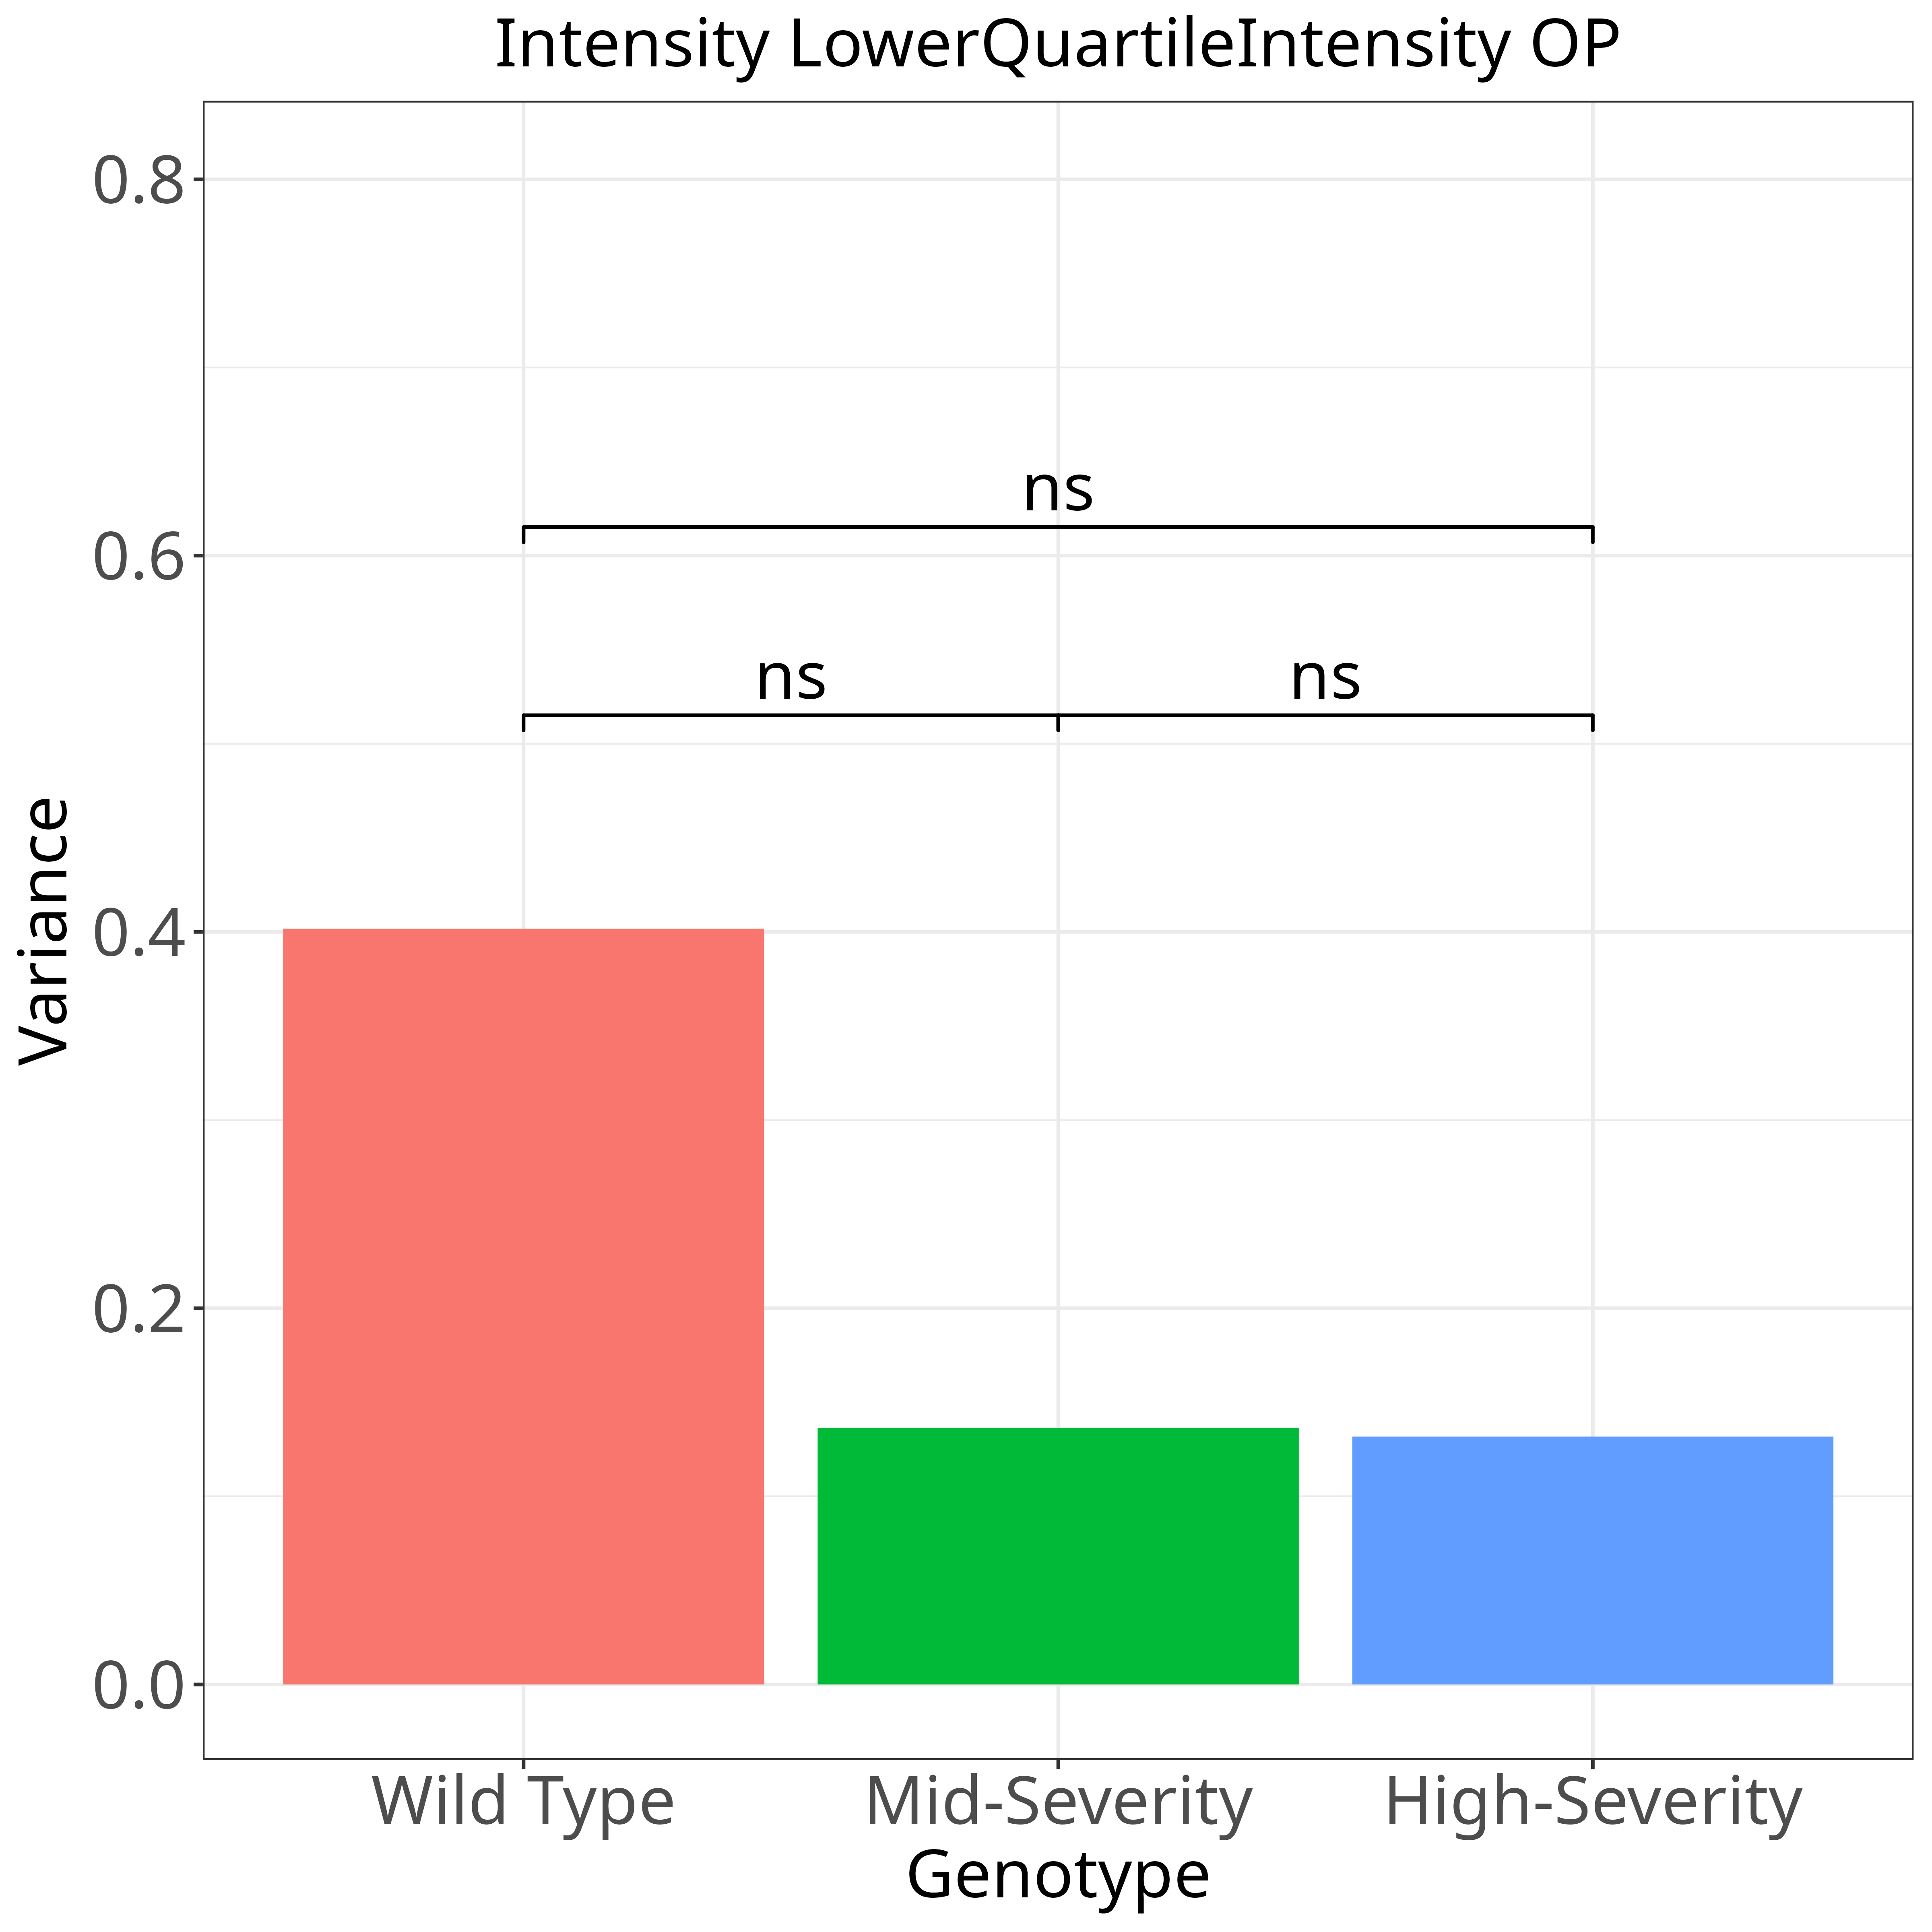 Intensity LowerQuartileIntensity OP
0.8
ns
0.6
ns ns
Variance
0.4
0.2
0.0
Wild Type Mid-Severity High-Severity
Genotype